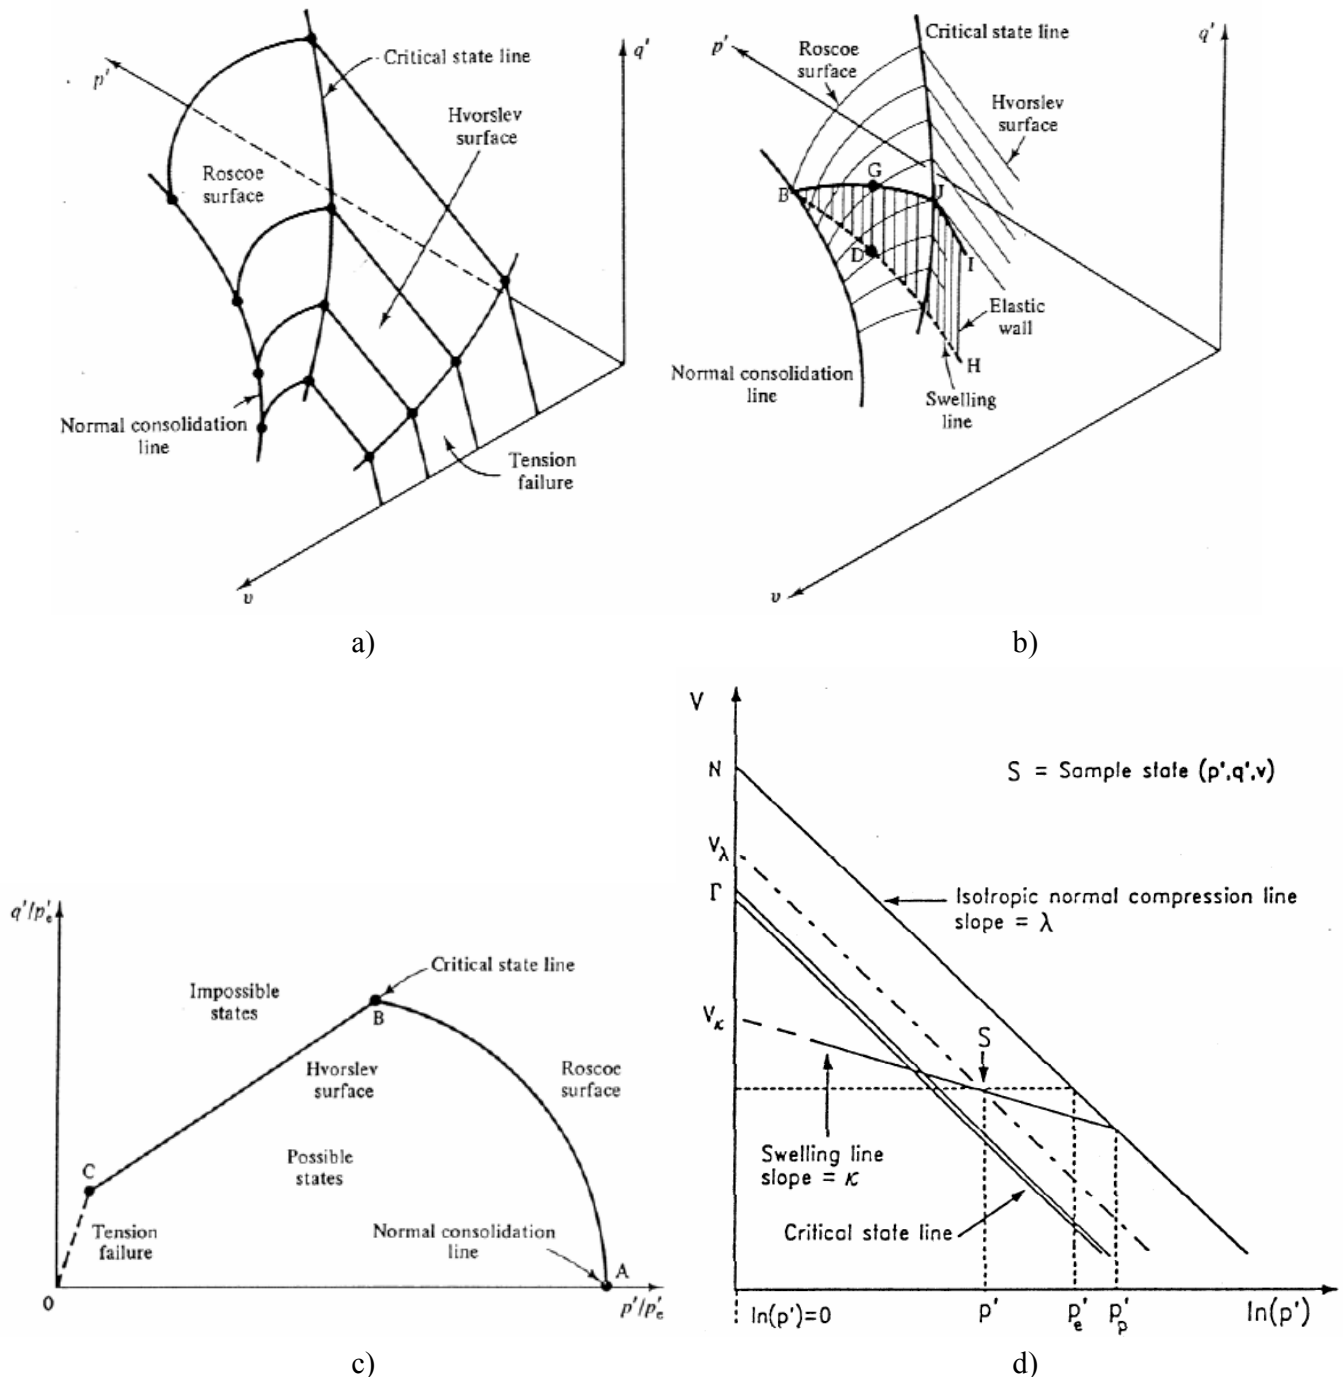 p′
q′
Critical state line
Hvorslev
surface
Roscoe
surface
Normal consolidation
line
Tension
failure
υ
a)
p′
q′
Critical state line
Roscoe
surface
Hvorslev
surface
B
G
J
D
I
Elastic
wall
H
Normal consolidation
line
Swelling
line
υ
b)
q′/p′e
Impossible
states
Critical state line
B
Hvorslev
surface
Roscoe
surface
Possible
states
C
Tension
failure
Normal consolidation
line
A
0
p′/p′e
c)
V
N
S = Sample state (p′,q′,v)
Vλ
Γ
Isotropic normal compression line
slope = λ
Vκ
S
Swelling line
slope = κ
Critical state line
ln(p′)=0
p′
p′e
p′p
ln(p′)
d)